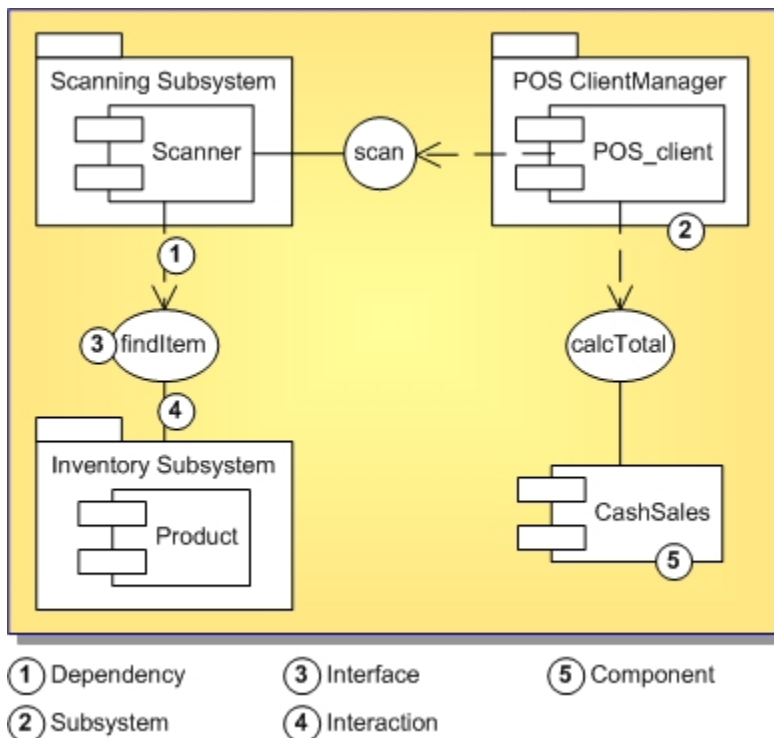 Scanning Subsystem
POS ClientManager
Scanner
scan
POS_client
1
2
3 findItem
calcTotal
4
Inventory Subsystem
Product
CashSales
5
1 Dependency
3 Interface
5 Component
2 Subsystem
4 Interaction